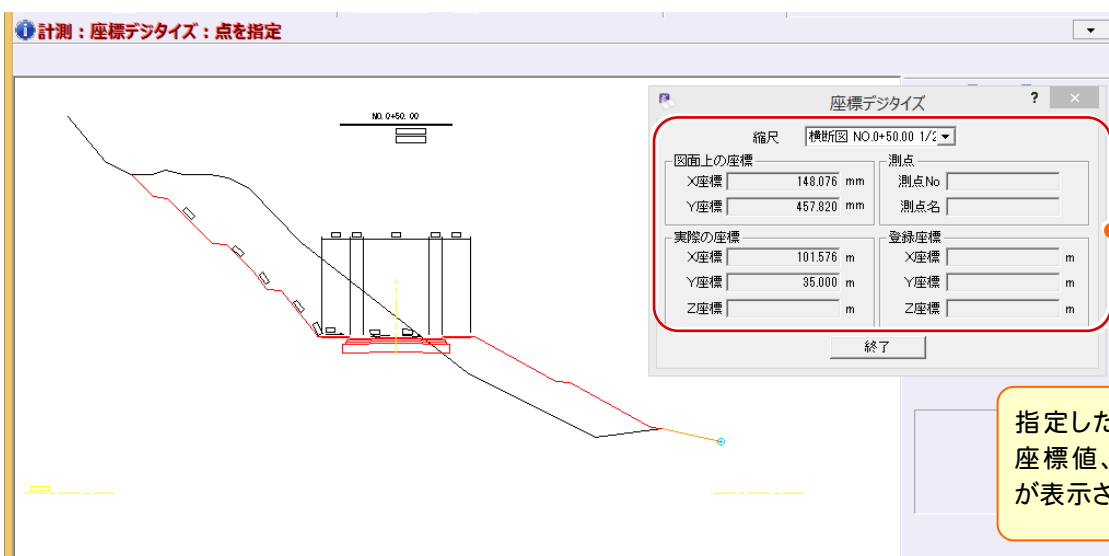 計測：座標デジタイズ：点を指定
NO. 0+50. 00
座標デジタイズ ? ×
縮尺 横断図 NO.0+50.00 1/2
図面上の座標
X座標 148.076 mm
Y座標 457.820 mm
測点
測点No
測点名
実際の座標
X座標 101.576 m
Y座標 35.000 m
Z座標 m
登録座標
X座標 m
Y座標 m
Z座標 m
終了
指定した
座標値、
が表示さ